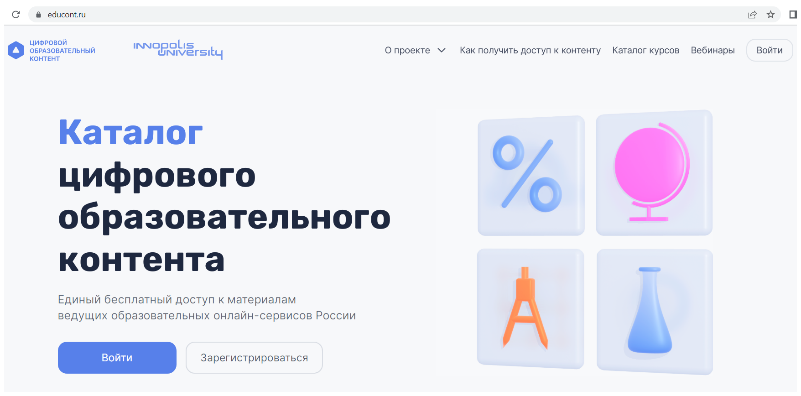 educont.ru
ЦИФРОВОЙ
ОБРАЗОВАТЕЛЬНЫЙ
КОНТЕНТ
INNOPOLIS
UNIVERSITY
О проекте
Как получить доступ к контенту
Каталог курсов
Вебинары
Войти
Каталог
цифрового
образовательного
контента
Единый бесплатный доступ к материалам
ведущих образовательных онлайн-сервисов России
Войти
Зарегистрироваться